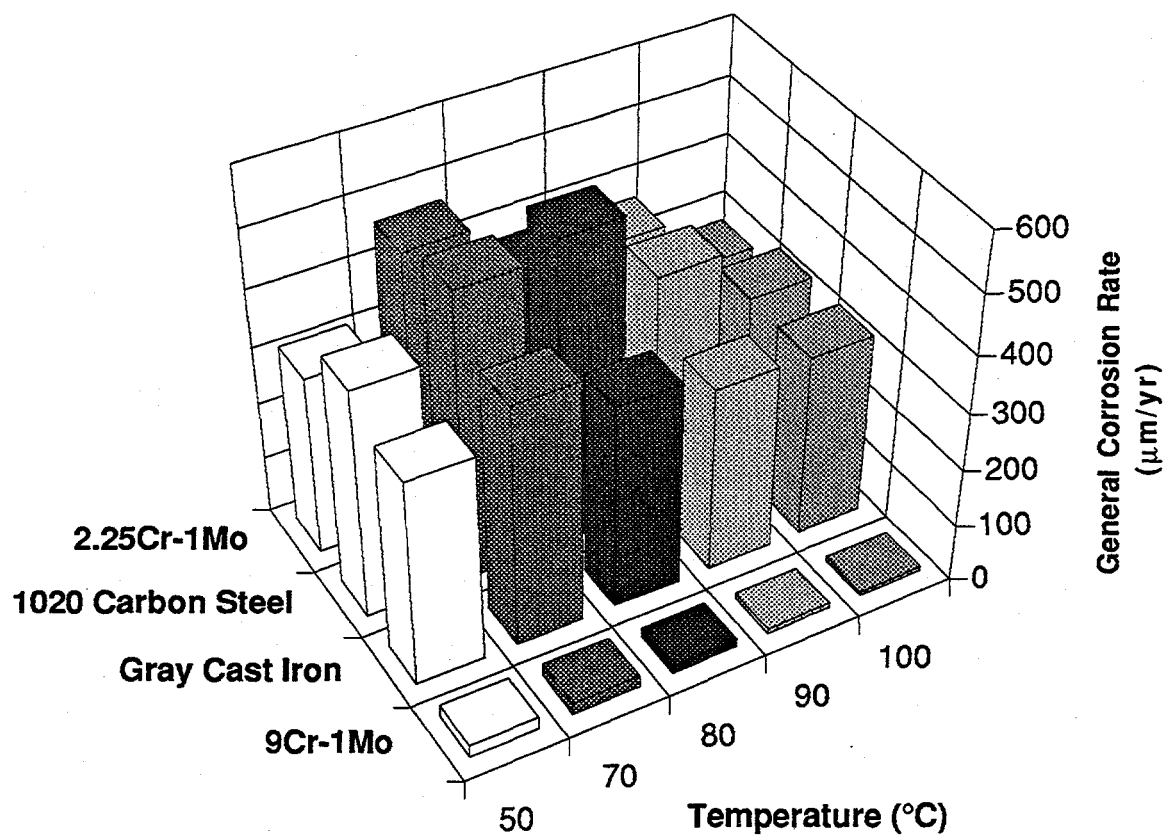 600
500
400
300
200
100
0
General Corrosion Rate
(µm/yr)
2.25Cr-1Mo
1020 Carbon Steel
Gray Cast Iron
9Cr-1Mo
100
90
80
70
50
Temperature (°C)